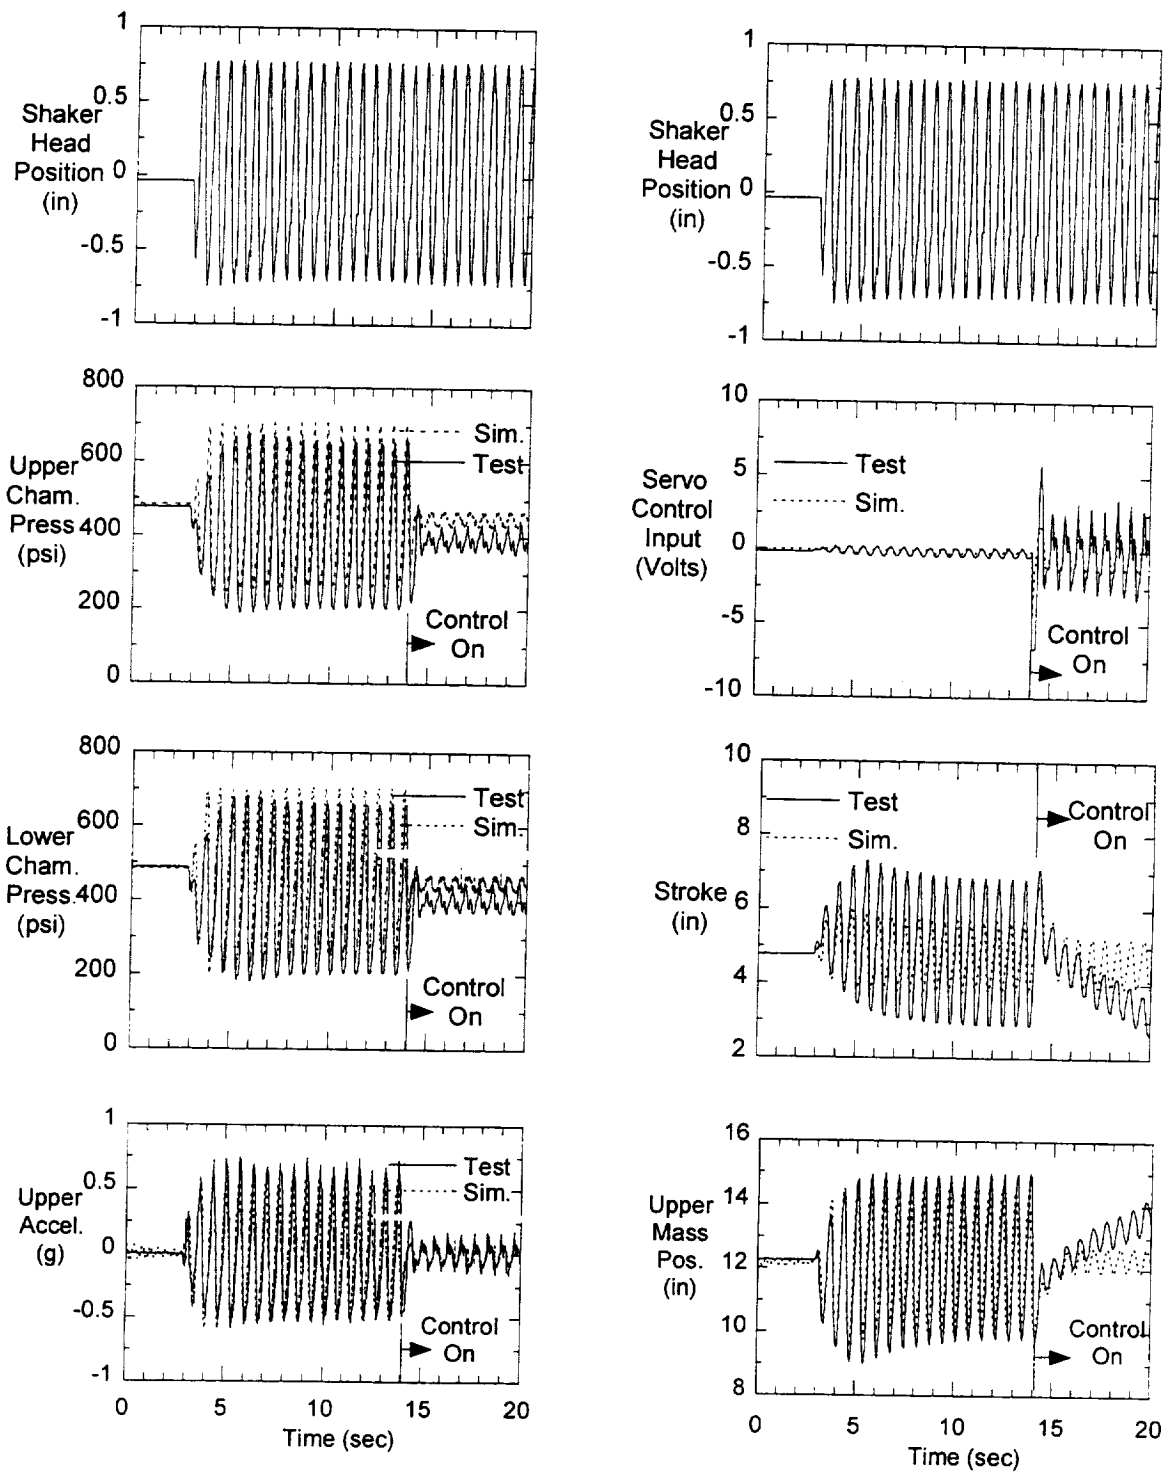 1
0.5
Shaker
Head
Position
(in)
0
-0.5
-1
800
600
Upper
Cham.
Press.
(psi)
400
200
0
Sim.
Test
Control
On
800
600
Lower
Cham.
Press.
(psi)
400
200
0
Test
Sim.
Control
On
1
0.5
Upper
Accel.
(g)
0
-0.5
-1
Test
Sim.
Control
On
0 5 10 15 20
Time (sec)
1
0.5
Shaker
Head
Position
(in)
0
-0.5
-1
10
5
Servo
Control
Input
(Volts)
0
-5
-10
Test
Sim.
Control
On
10
8
Stroke
(in)
6
4
2
Test
Sim.
Control
On
16
14
Upper
Mass
Pos.
(in)
12
10
8
Control
On
0 5 10 15 20
Time (sec)